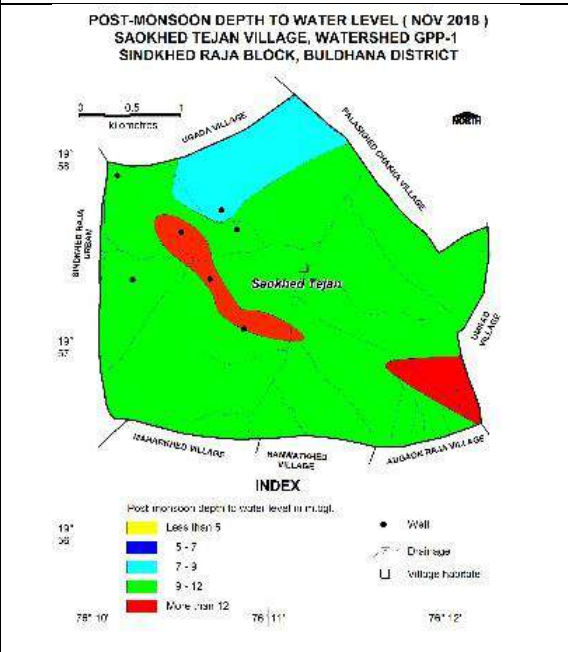 POST-MONSOON DEPTH TO WATER LEVEL ( NOV 2018 )
SAOKHED TEJAN VILLAGE, WATERSHED GPP-1
SINDKHED RAJA BLOCK, BULDHANA DISTRICT
0 0.5 1
kilometres
NORTH
UGADA VILLAGE
PALASKHED CHAKKA VILLAGE
19°
58'
SINDKHED RAJA
URBAN
Saokhed Tejan
19°
57'
VILLAGE
MAHARKHED VILLAGE
VILLAGE
ADGAON RAJA VILLAGE
INDEX
Post monsoon depth to water level in m.bgl.
Less than 5
5 - 7
7 - 9
9 - 12
More than 12
Well
Drainage
Village habitate
19°
56'
76° 10'
76° 11'
76° 12'